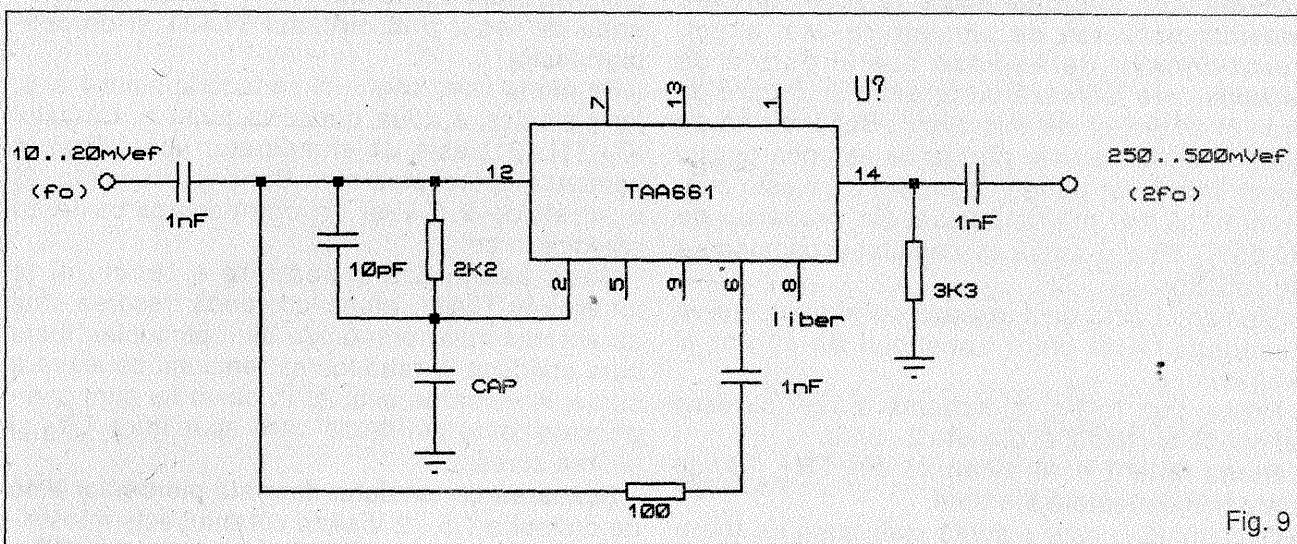 7
13
1
U?
10..20mVef
(fo)
1nF
12
TAA661
14
250..500mVef
(2fo)
1nF
10pF
2K2
2
5
9
6
8
liber
3K3
CAP
1nF
100
Fig. 9